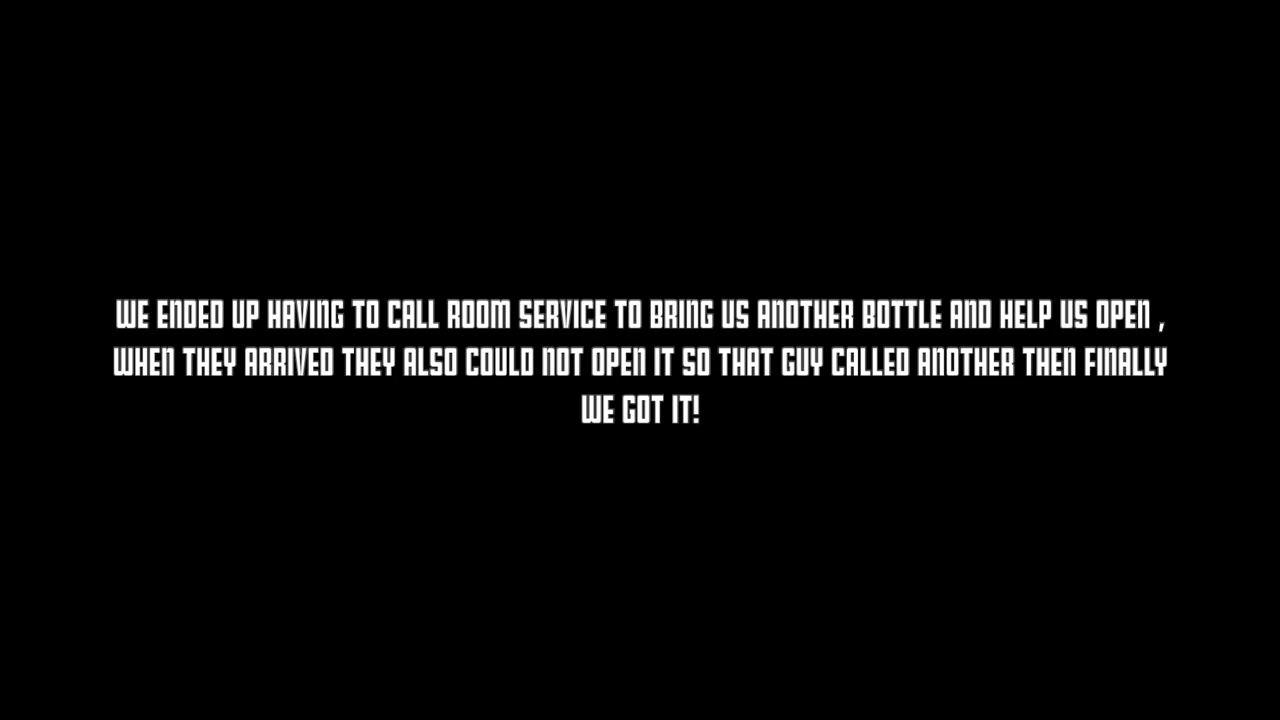 WE ENDED UP HAVING TO CALL ROOM SERVICE TO BRING US ANOTHER BOTTLE AND HELP US OPEN ,
WHEN THEY ARRIVED THEY ALSO COULD NOT OPEN IT SO THAT GUY CALLED ANOTHER THEN FINALLY
WE GOT IT!